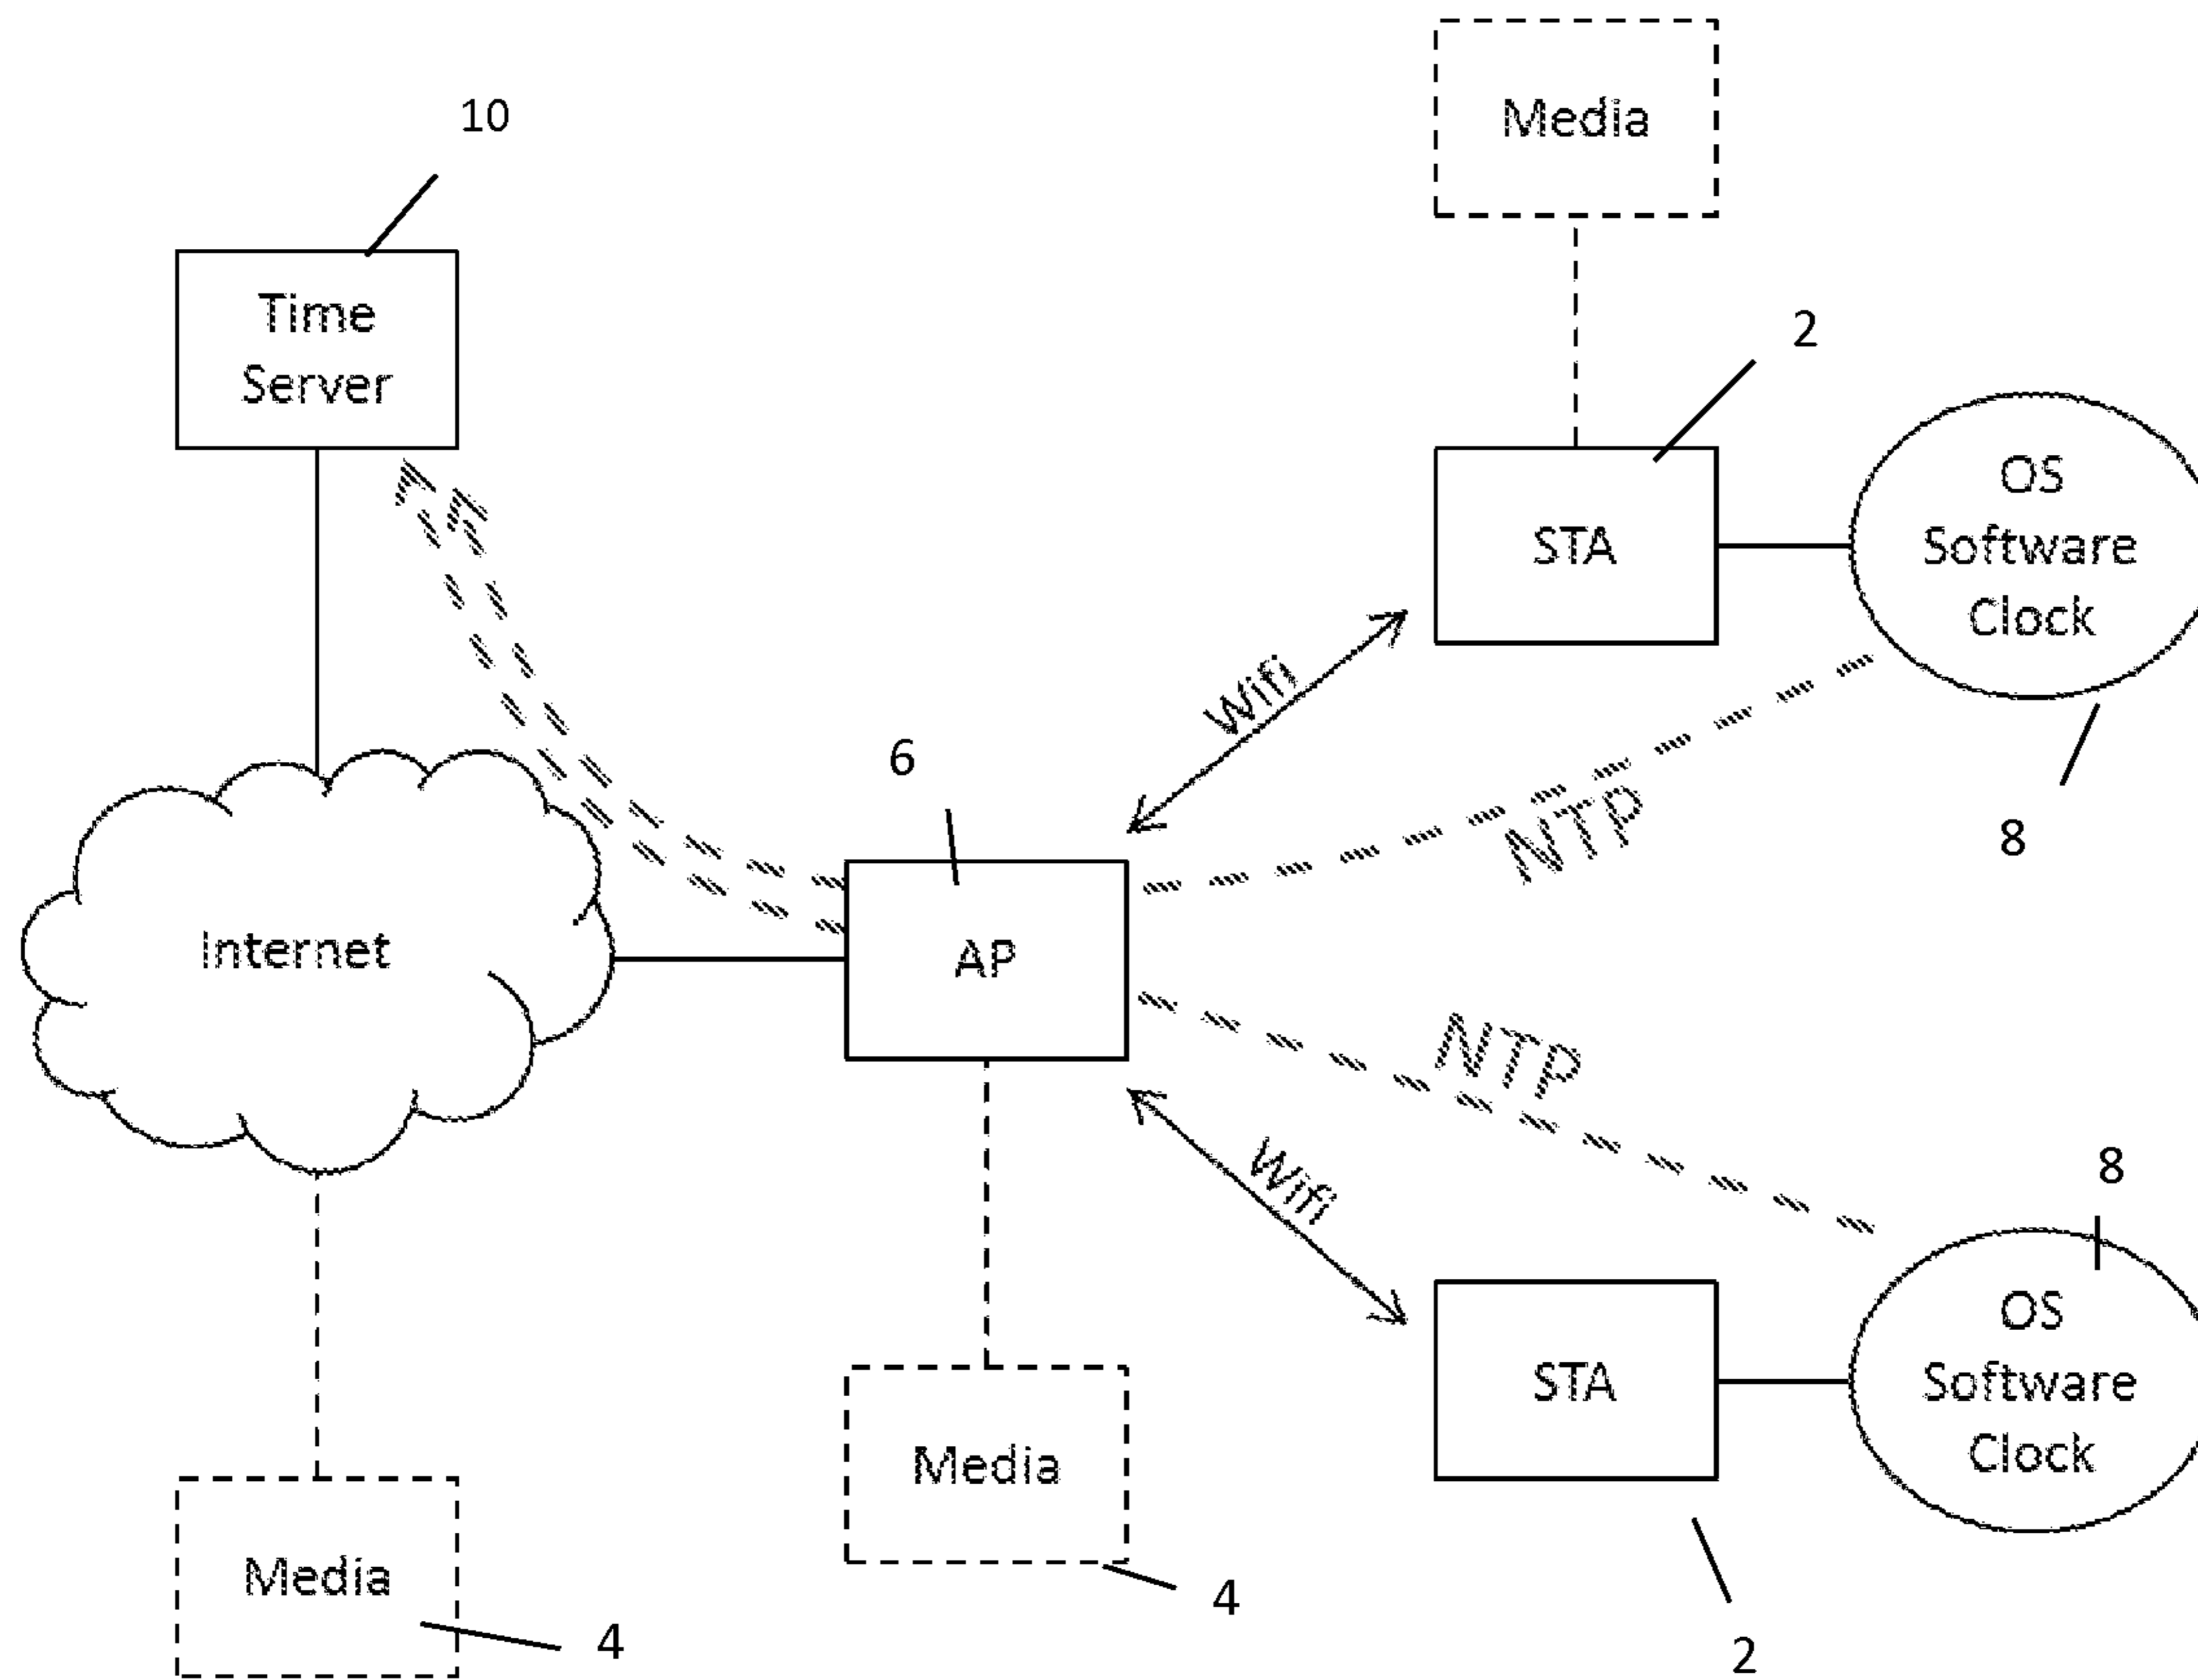 Media
10
Time
Server
2
OS
Software
Clock
STA
Wifi
8
NTP
6
Internet
AP
NTP
Wifi
8
OS
Software
Clock
STA
Media
4
Media
4
2